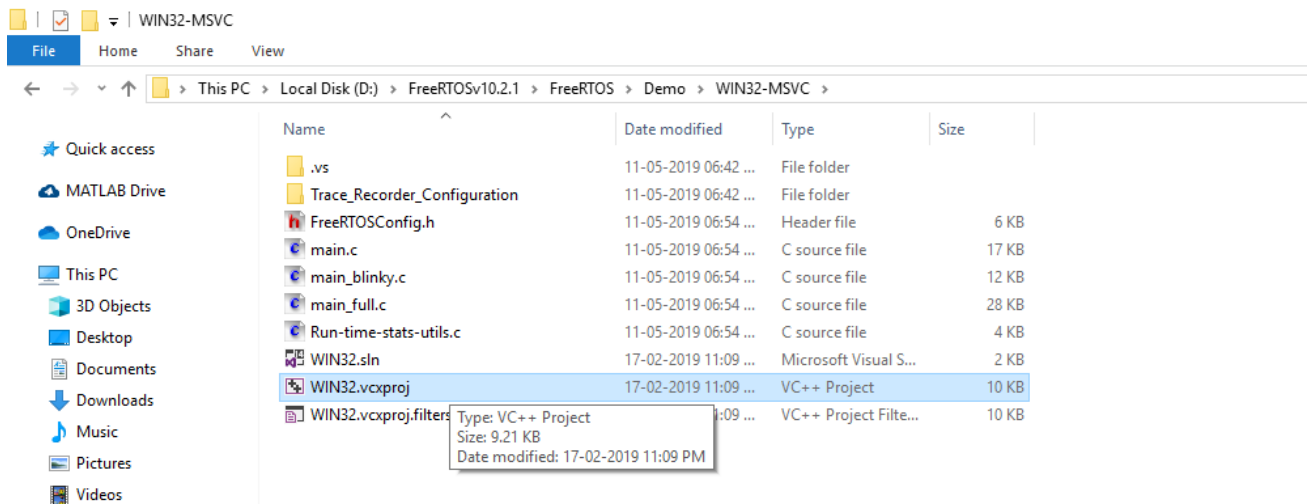 WIN32-MSVC
File Home Share View
This PC > Local Disk (D:) > FreeRTOSv10.2.1 > FreeRTOS > Demo > WIN32-MSVC >
Name Date modified Type Size
Quick access
MATLAB Drive
OneDrive
This PC
3D Objects
Desktop
Documents
Downloads
Music
Pictures
Videos
.vs 11-05-2019 06:42 ... File folder
Trace_Recorder_Configuration 11-05-2019 06:42 ... File folder
FreeRTOSConfig.h 11-05-2019 06:54 ... Header file 6 KB
main.c 11-05-2019 06:54 ... C source file 17 KB
main_blinky.c 11-05-2019 06:54 ... C source file 12 KB
main_full.c 11-05-2019 06:54 ... C source file 28 KB
Run-time-stats-utils.c 11-05-2019 06:54 ... C source file 4 KB
WIN32.sln 17-02-2019 11:09 ... Microsoft Visual S... 2 KB
WIN32.vcxproj 17-02-2019 11:09 ... VC++ Project 10 KB
WIN32.vcxproj.filters :09 ... VC++ Project Filte... 10 KB
Type: VC++ Project
Size: 9.21 KB
Date modified: 17-02-2019 11:09 PM